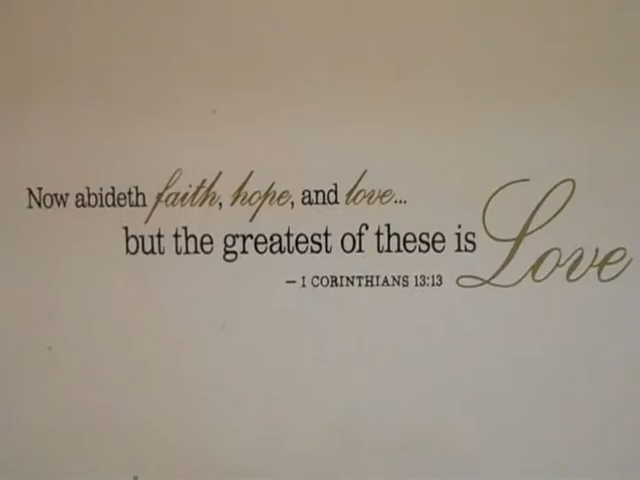 Now abideth faith, hope, and love...
but the greatest of these is Love
– I CORINTHIANS 13:13